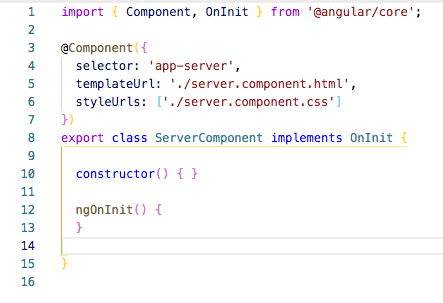 1 import { Component, OnInit } from '@angular/core';
2
3 @Component({
4   selector: 'app-server',
5   templateUrl: './server.component.html',
6   styleUrls: ['./server.component.css']
7 })
8 export class ServerComponent implements OnInit {
9
10   constructor() { }
11
12   ngOnInit() {
13   }
14
15 }
16